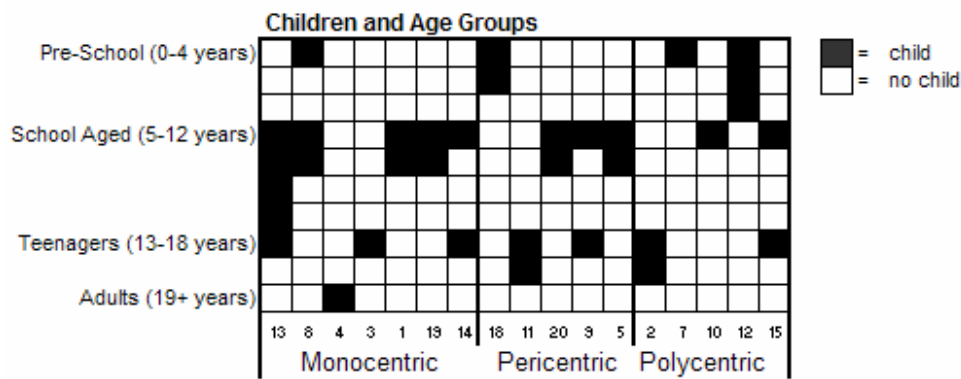 Children and Age Groups
Pre-School (0-4 years)
= child
= no child
School Aged (5-12 years)
Teenagers (13-18 years)
Adults (19+ years)
13 8 4 3 1 19 14 18 11 20 9 5 2 7 10 12 15
Monocentric Pericentric Polycentric